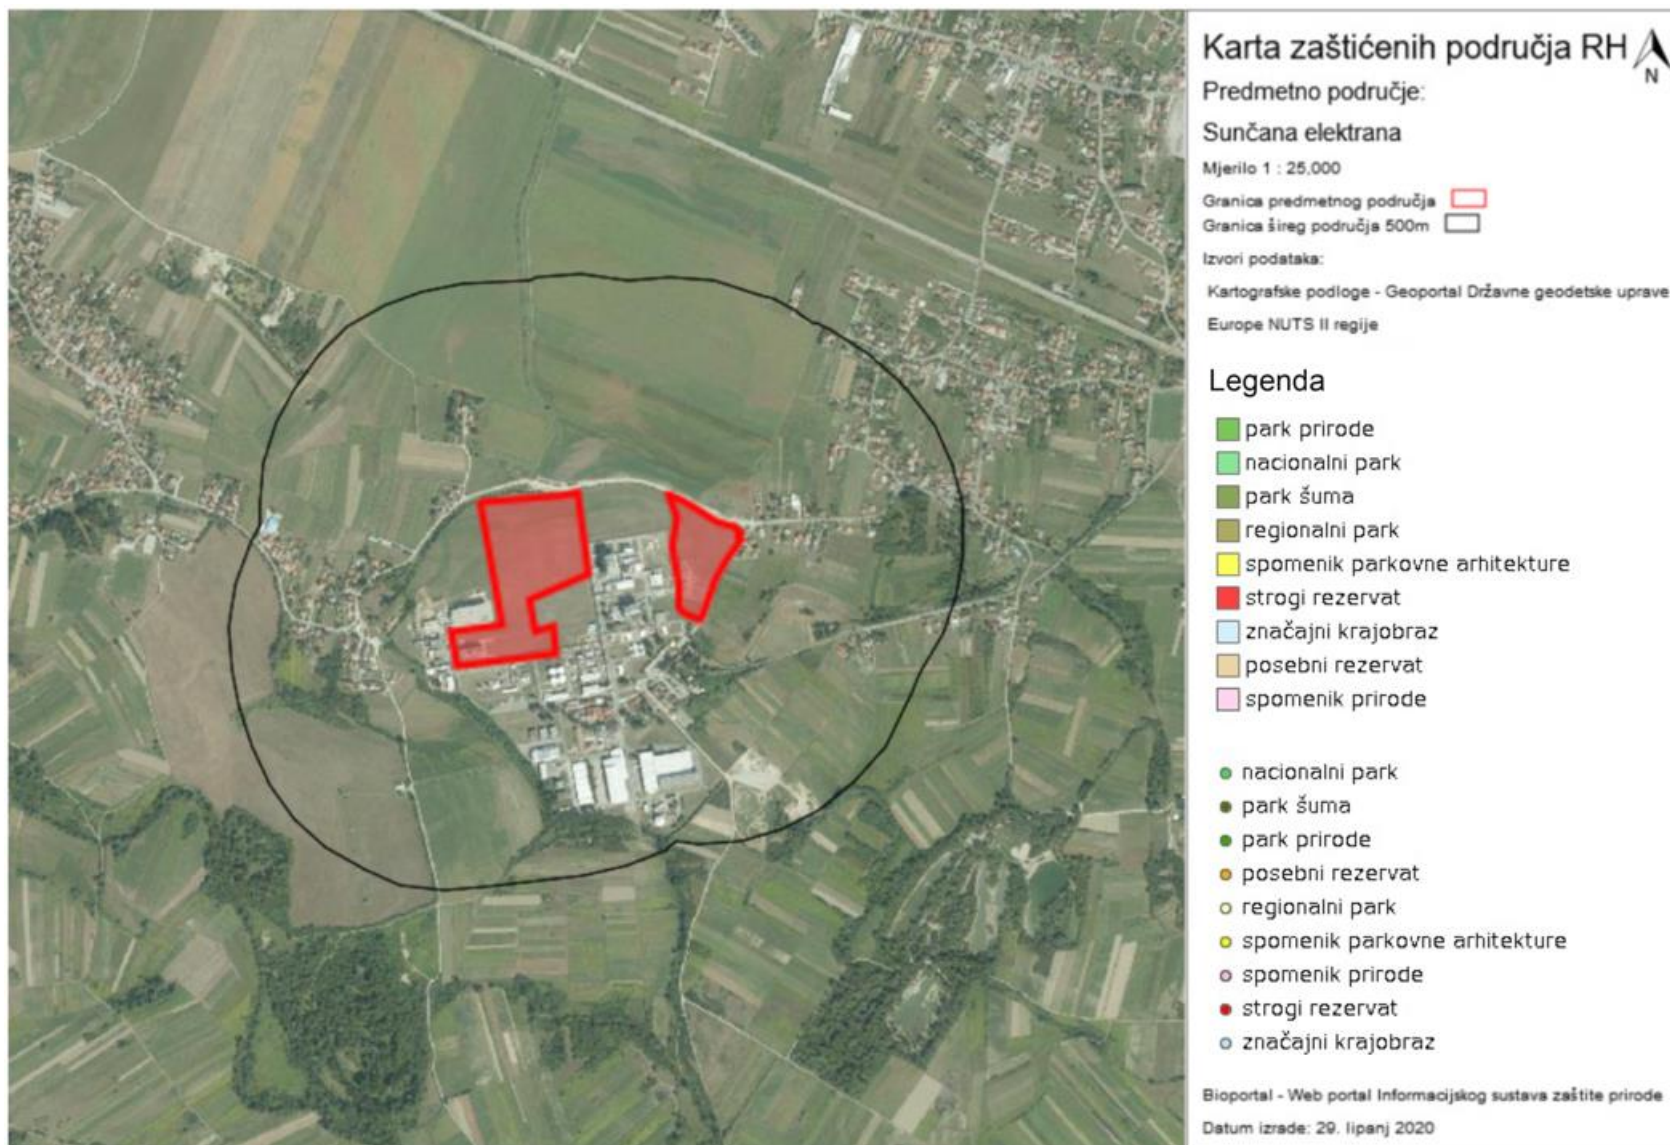 Karta zaštićenih područja RH
N
Predmetno područje:
Sunčana elektrana
Mjerilo 1 : 25.000
Granica predmetnog područja
Granica šireg područja 500m
Izvori podataka:
Kartografske podloge - Geoportal Državne geodetske uprave
Europe NUTS II regije
Legenda
park prirode
nacionalni park
park šuma
regionalni park
spomenik parkovne arhitekture
strogi rezervat
značajni krajobraz
posebni rezervat
spomenik prirode
nacionalni park
park šuma
park prirode
posebni rezervat
regionalni park
spomenik parkovne arhitekture
spomenik prirode
strogi rezervat
značajni krajobraz
Bioportal - Web portal Informacijskog sustava zaštite prirode
Datum izrade: 29. lipanj 2020